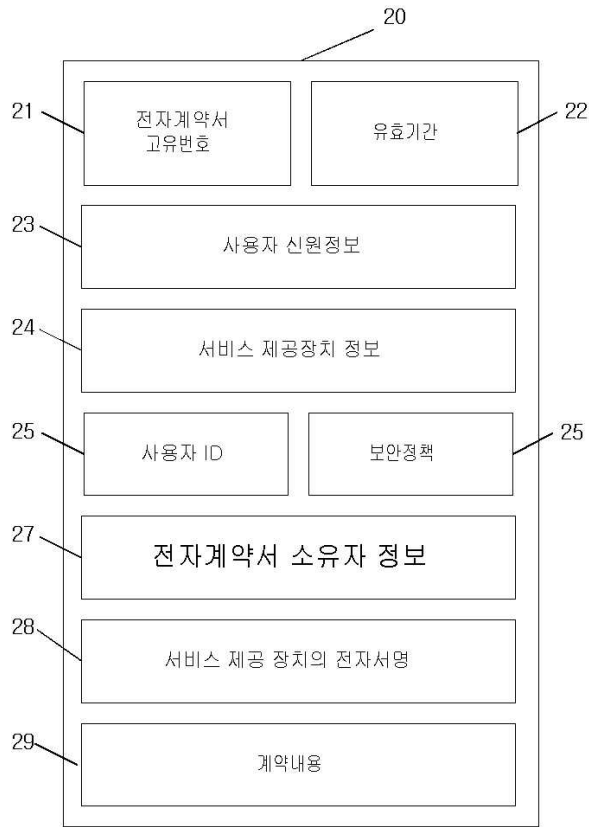 20
21
전자계약서
고유번호
유효기간
22
23
사용자 신원정보
24
서비스 제공장치 정보
25
사용자 ID
보안정책
25
27
전자계약서 소유자 정보
28
서비스 제공 장치의 전자서명
29
계약내용